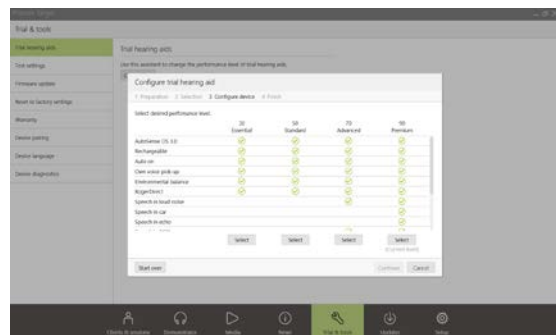 Trial & tools
Trial hearing aids
Trial hearing aids
Test settings
Use this assistant to change the performance level of trial hearing aids.
Firmware update
Configure trial hearing aid
1 Preparation 2 Selection 3 Configure device 4 Finish
Reset to factory settings
Warranty
Select desired performance level.
Device pairing
30 50 70 90
Essential Standard Advanced Premium
Device language
AutoSense OS 3.0
Device diagnostics
Rechargeable
Auto on
Own voice pick-up
Environmental balance
RogerDirect
Speech in loud noise
Speech in car
Speech in echo
Select Select Select Select
(Current level)
Start over Continue Cancel
Clients & sessions Demonstration Media News Trial & tools Updates Setup